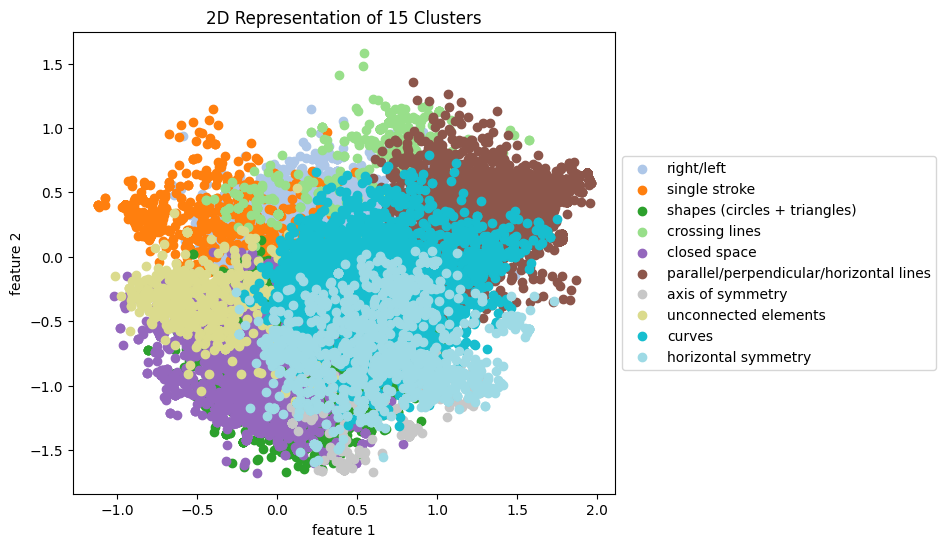 2D Representation of 15 Clusters
1.5
1.0
0.5
0.0
−0.5
−1.0
−1.5
feature 2
−1.0 −0.5 0.0 0.5 1.0 1.5 2.0
feature 1
right/left
single stroke
shapes (circles + triangles)
crossing lines
closed space
parallel/perpendicular/horizontal lines
axis of symmetry
unconnected elements
curves
horizontal symmetry